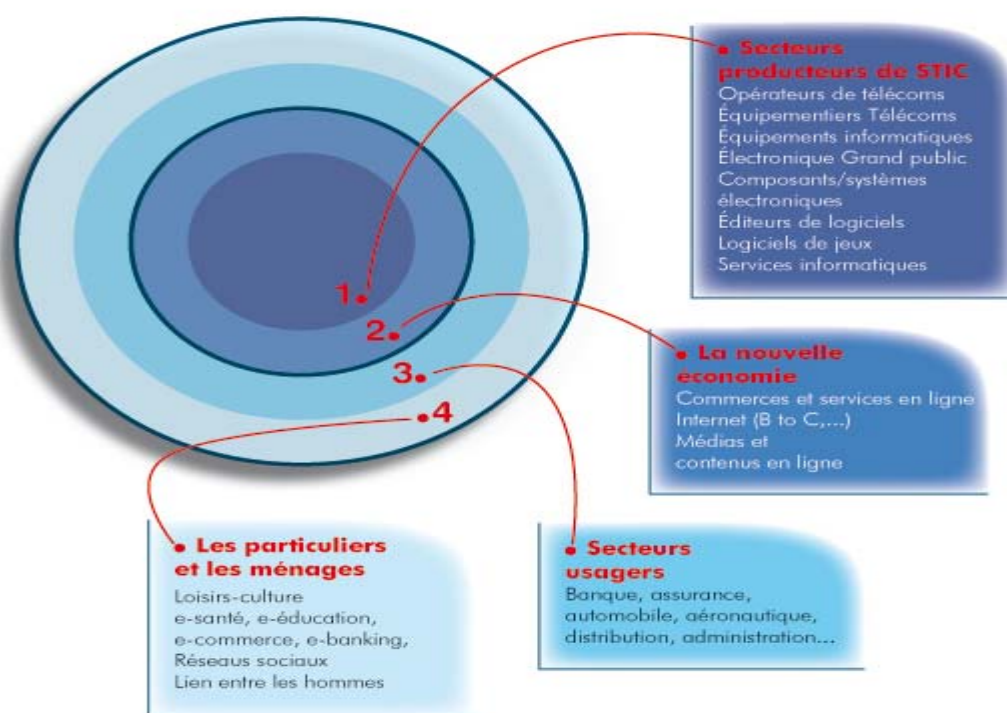 1
2
3
4
• Secteurs
producteurs de STIC
Opérateurs de télécoms
Équipementiers Télécoms
Équipements informatiques
Électronique Grand public
Composants/systèmes
électroniques
Éditeurs de logiciels
Logiciels de jeux
Services informatiques
• La nouvelle
economie
Commerces et services en ligne
Internet (B to C,...)
Médias et
contenus en ligne
• Secteurs
usagers
Banque, assurance,
automobile, aéronautique,
distribution, administration...
• Les particuliers
et les ménages
Loisirs-culture
e-santé, e-éducation,
e-commerce, e-banking,
Réseaus sociaux
Lien entre les hommes